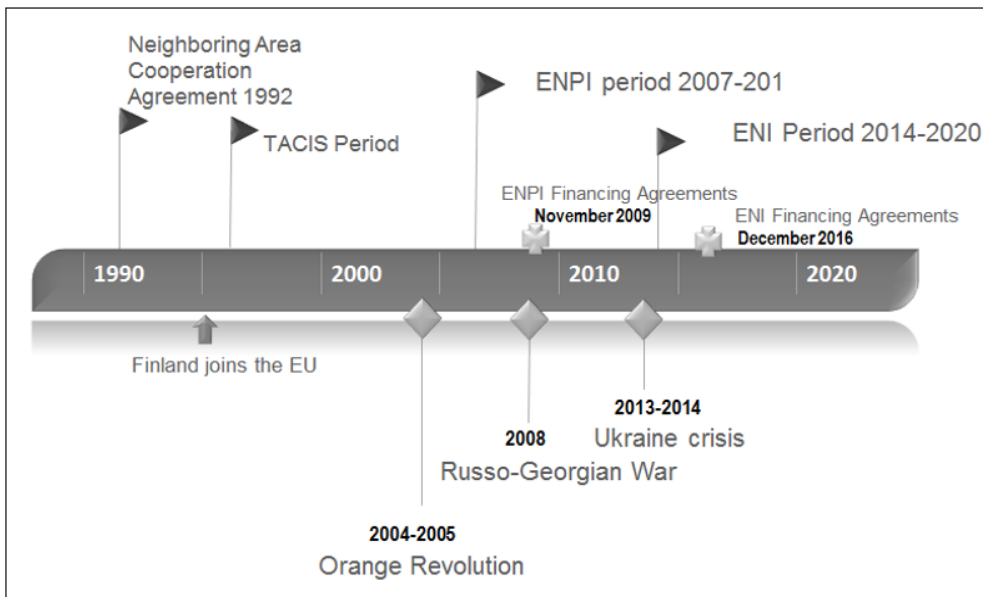 Neighboring Area
Cooperation
Agreement 1992
TACIS Period
ENPI period 2007-201
ENI Period 2014-2020
ENPI Financing Agreements
November 2009
ENI Financing Agreements
December 2016
1990
2000
2010
2020
Finland joins the EU
2013-2014
Ukraine crisis
2008
Russo-Georgian War
2004-2005
Orange Revolution